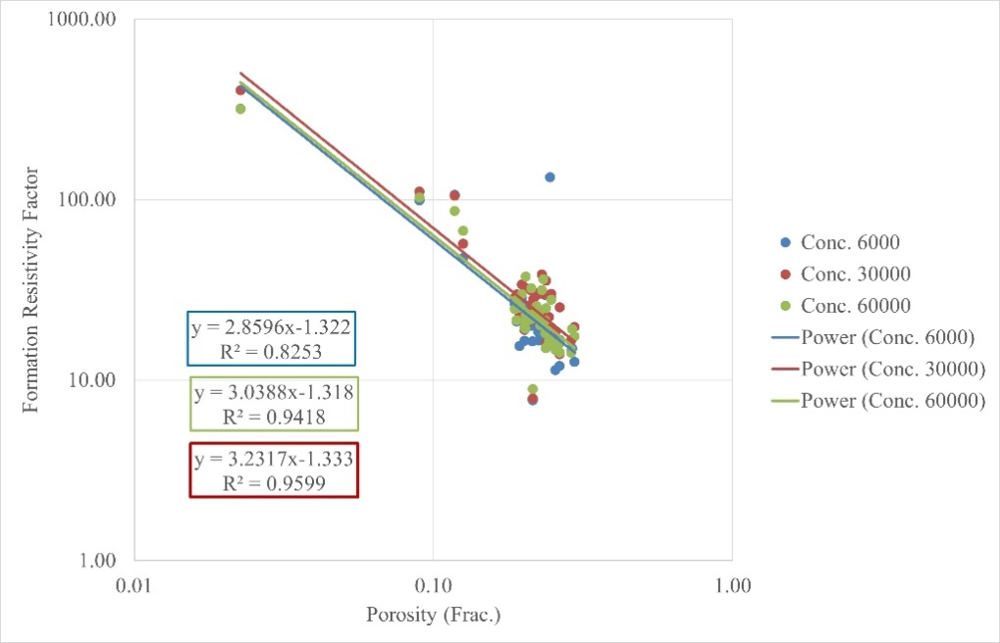 1000.00
100.00
10.00
1.00
0.01
0.10
1.00
Formation Resistivity Factor
Porosity (Frac.)
y = 2.8596x-1.322
R² = 0.8253
y = 3.0388x-1.318
R² = 0.9418
y = 3.2317x-1.333
R² = 0.9599
Conc. 6000
Conc. 30000
Conc. 60000
Power (Conc. 6000)
Power (Conc. 30000)
Power (Conc. 60000)